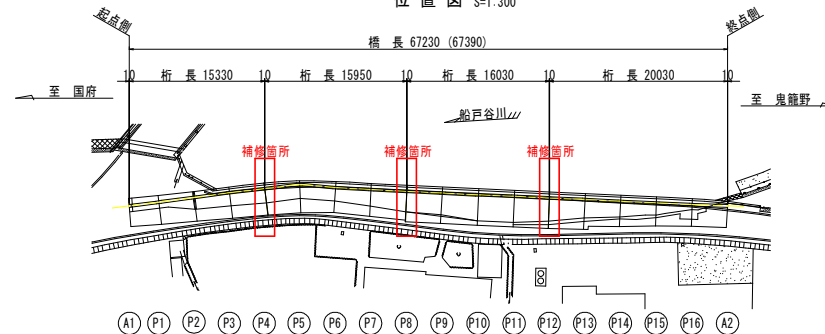 位置図 S=1:300
起点側 終点側
橋長 67230 (67390)
10 桁長 15330 10 桁長 15950 10 桁長 16030 10 桁長 20030 10
至 国府 至 鬼籠野
船戸谷川
補修箇所 補修箇所 補修箇所
A1 P1 P2 P3 P4 P5 P6 P7 P8 P9 P10 P11 P12 P13 P14 P15 P16 A2